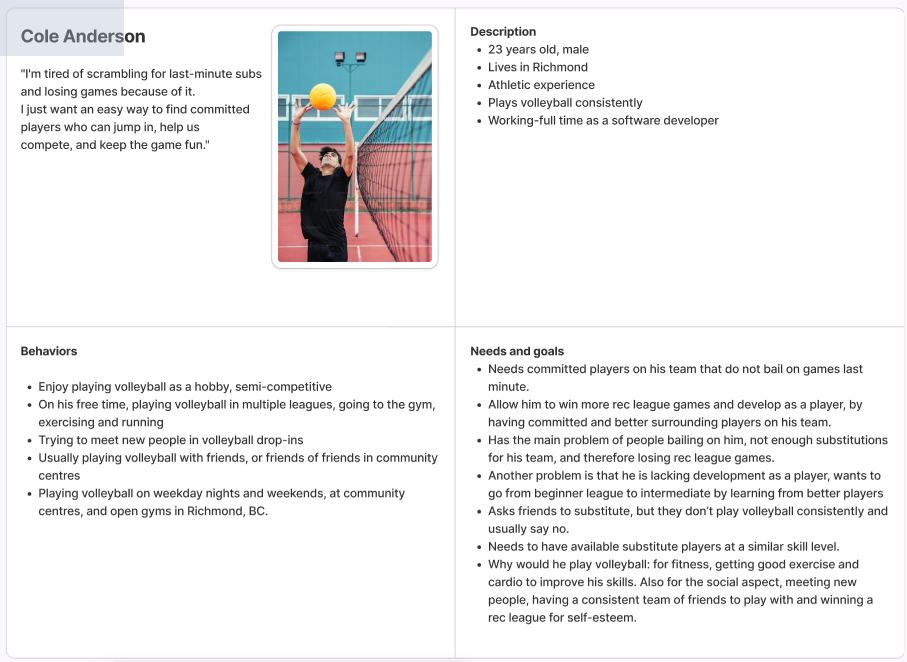 Cole Anderson
"I'm tired of scrambling for last-minute subs
and losing games because of it.
I just want an easy way to find committed
players who can jump in, help us
compete, and keep the game fun."
Description
• 23 years old, male
• Lives in Richmond
• Athletic experience
• Plays volleyball consistently
• Working-full time as a software developer
Behaviors
• Enjoy playing volleyball as a hobby, semi-competitive
• On his free time, playing volleyball in multiple leagues, going to the gym,
exercising and running
• Trying to meet new people in volleyball drop-ins
• Usually playing volleyball with friends, or friends of friends in community
centres
• Playing volleyball on weekday nights and weekends, at community
centres, and open gyms in Richmond, BC.
Needs and goals
• Needs committed players on his team that do not bail on games last
minute.
• Allow him to win more rec league games and develop as a player, by
having committed and better surrounding players on his team.
• Has the main problem of people bailing on him, not enough substitutions
for his team, and therefore losing rec league games.
• Another problem is that he is lacking development as a player, wants to
go from beginner league to intermediate by learning from better players
• Asks friends to substitute, but they don't play volleyball consistently and
usually say no.
• Needs to have available substitute players at a similar skill level.
• Why would he play volleyball: for fitness, getting good exercise and
cardio to improve his skills. Also for the social aspect, meeting new
people, having a consistent team of friends to play with and winning a
rec league for self-esteem.